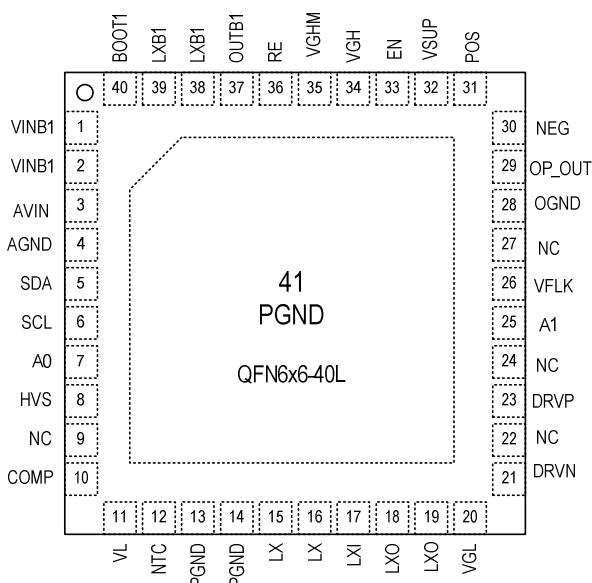 BOOT1 LXB1 LXB1 OUTB1 RE VGHM VGH EN VSUP POS
40 39 38 37 36 35 34 33 32 31
VINB1 1 30 NEG
VINB1 2 29 OP_OUT
AVIN 3 28 OGND
AGND 4 27 NC
SDA 5 26 VFLK
SCL 6 25 A1
A0 7 24 NC
HVS 8 23 DRVP
NC 9 22 NC
COMP 10 21 DRVN
41
PGND
QFN6x6-40L
11 12 13 14 15 16 17 18 19 20
VL NTC PGND PGND LX LX LXI LXO LXO VGL